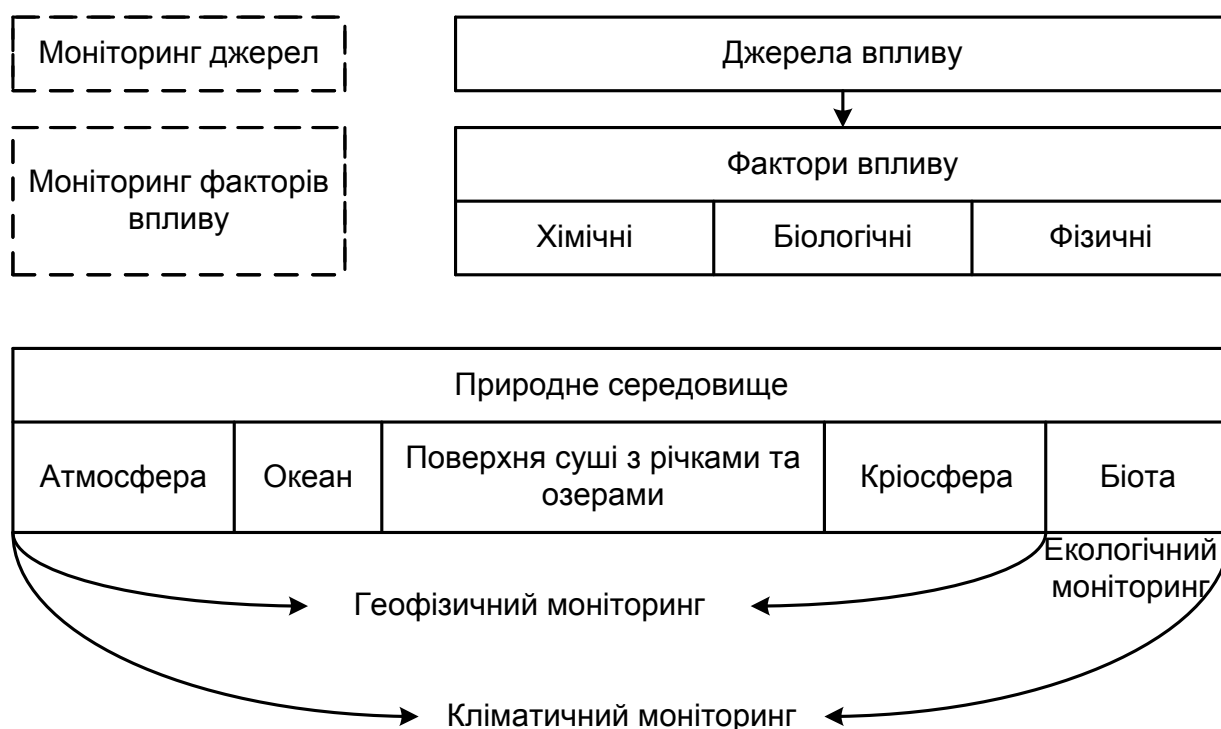 Моніторинг джерел
Джерела впливу
Моніторинг факторів
впливу
Фактори впливу
Хімічні
Біологічні
Фізичні
Природне середовище
Атмосфера
Океан
Поверхня суші з річками та
озерами
Кріосфера
Біота
Екологічний
моніторинг
Геофізичний моніторинг
Кліматичний моніторинг